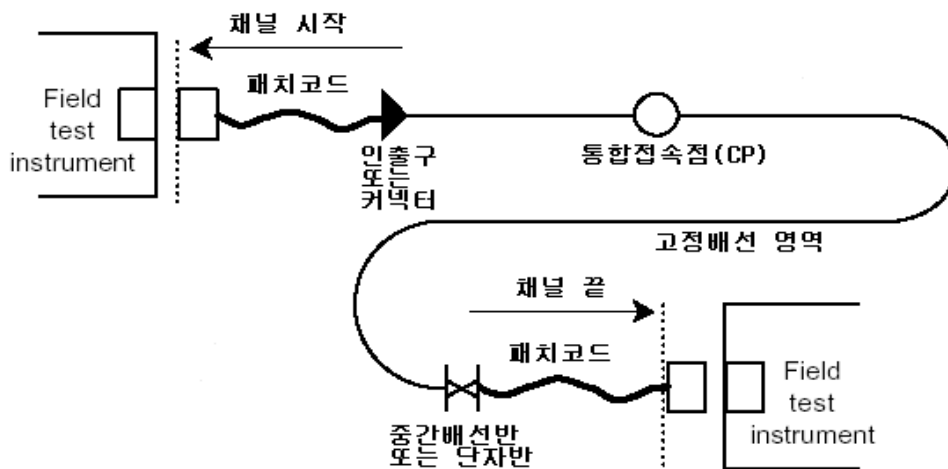 채널 시작
패치코드
Field
test
instrument
인출구
또는
커넥터
통합접속점(CP)
고정배선 영역
채널 끝
패치코드
Field
test
instrument
중간배선반
또는 단자반